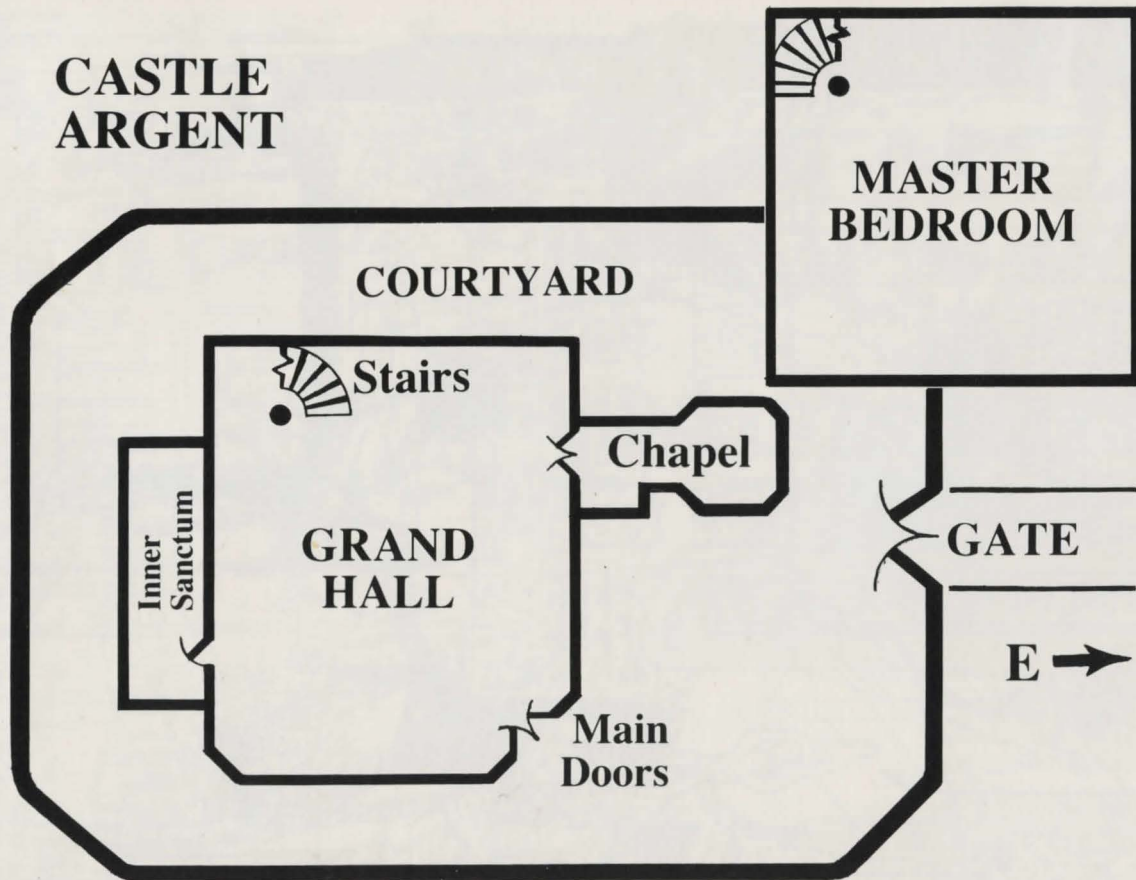 CASTLE
ARGENT
MASTER
BEDROOM
COURTYARD
Stairs
Chapel
Inner
Sanctum
GRAND
HALL
GATE
E
Main
Doors